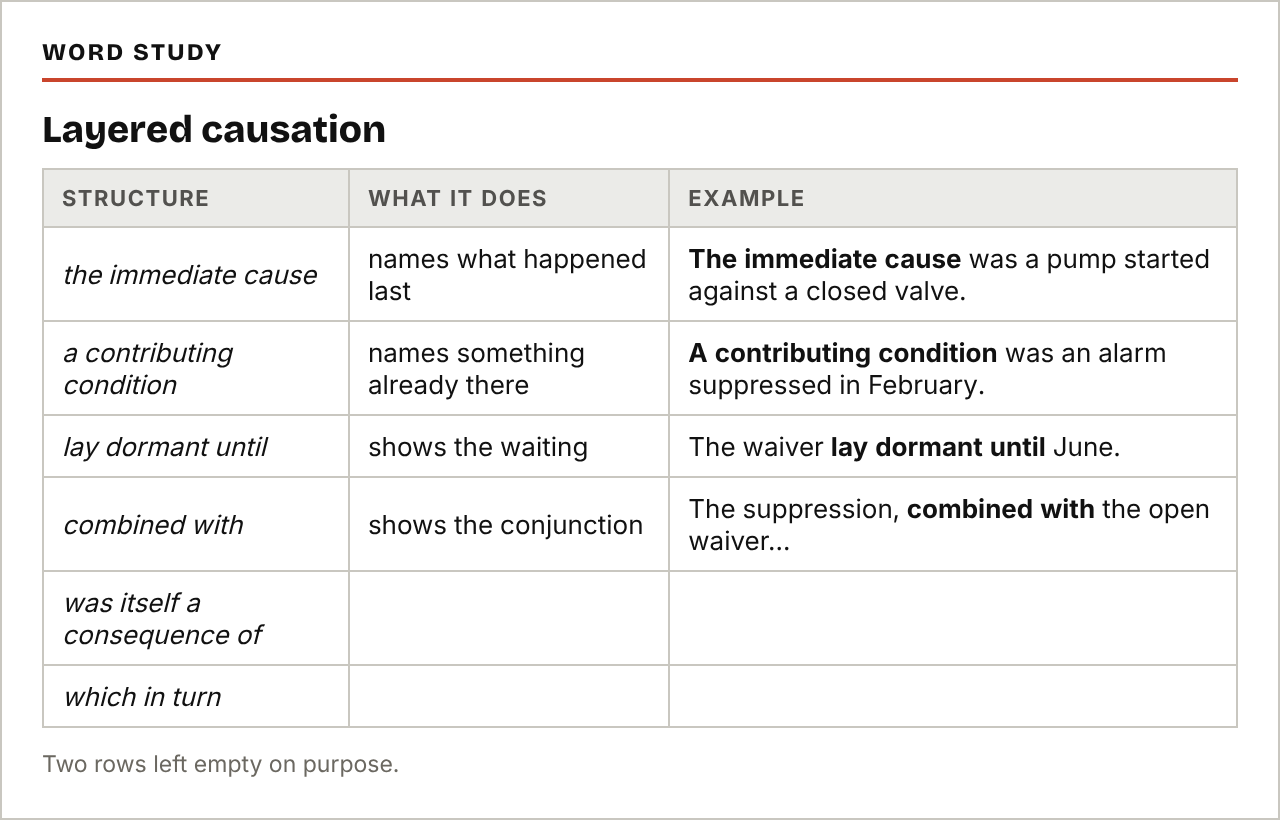 WORD STUDY
Layered causation
STRUCTURE
WHAT IT DOES
EXAMPLE
the immediate cause
names what happened
last
The immediate cause was a pump started
against a closed valve.
a contributing
condition
names something
already there
A contributing condition was an alarm
suppressed in February.
lay dormant until
shows the waiting
The waiver lay dormant until June.
combined with
shows the conjunction
The suppression, combined with the open
waiver...
was itself a
consequence of
which in turn
Two rows left empty on purpose.